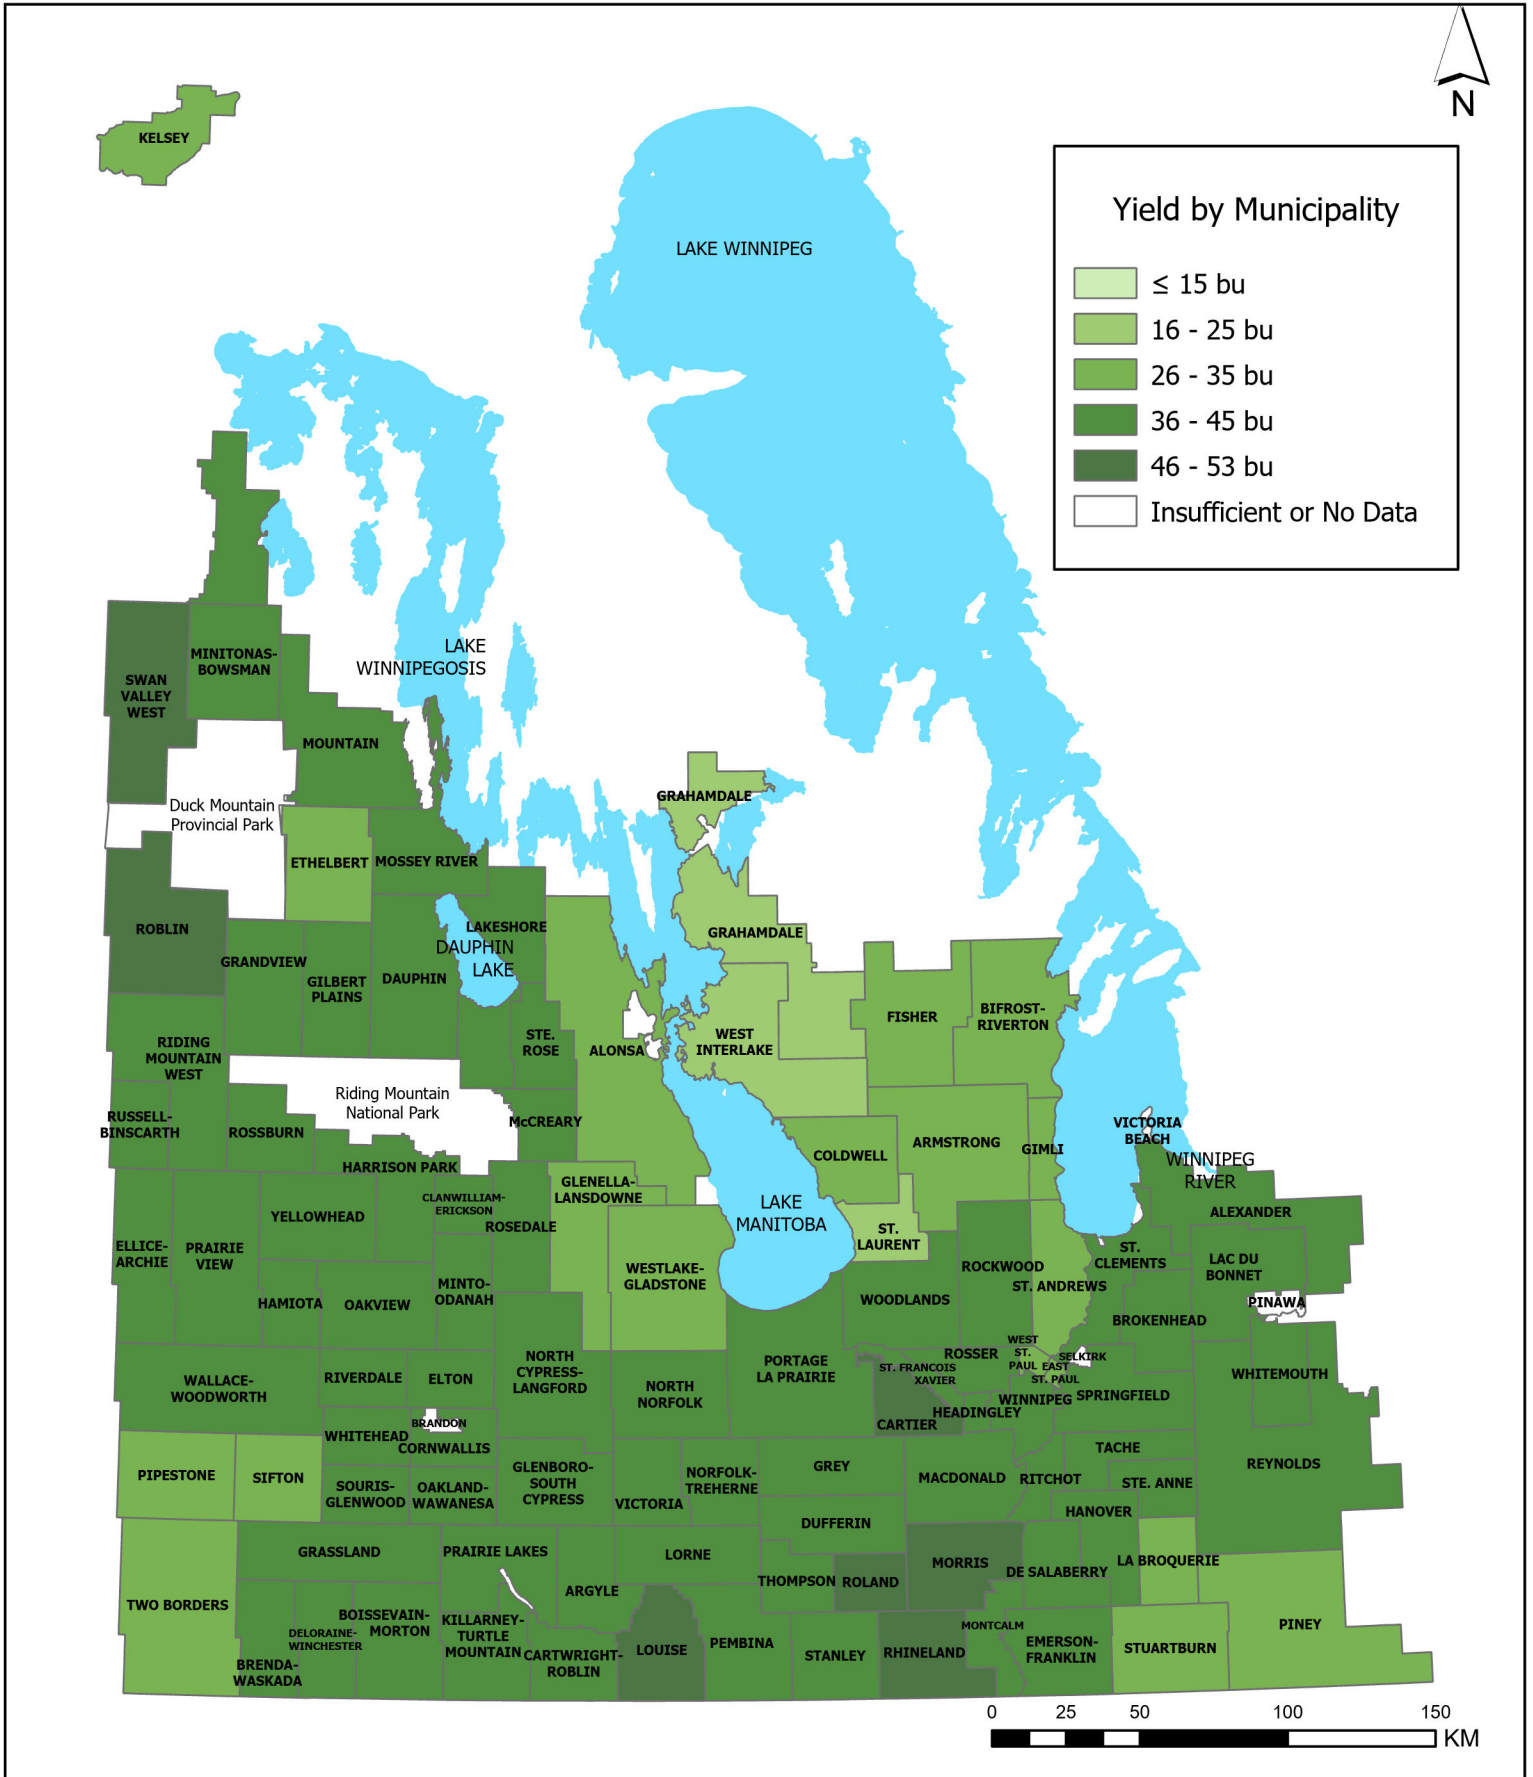 N
KELSEY
LAKE WINNIPEG
Yield by Municipality
≤ 15 bu
16 - 25 bu
26 - 35 bu
36 - 45 bu
46 - 53 bu
Insufficient or No Data
LAKE
WINNIPEGOSIS
MINITONAS-
BOWSMAN
SWAN
VALLEY
WEST
MOUNTAIN
Duck Mountain
Provincial Park
GRAHAMDALE
ETHELBERT
MOSSEY RIVER
ROBLIN
LAKESHORE
DAUPHIN
LAKE
GRAHAMDALE
GRANDVIEW
GILBERT
PLAINS
DAUPHIN
FISHER
BIFROST-
RIVERTON
STE.
ROSE
ALONSA
WEST
INTERLAKE
RIDING
MOUNTAIN
WEST
Riding Mountain
National Park
RUSSELL-
BINSCARTH
ROSSBURN
McCREARY
VICTORIA
BEACH
ARMSTRONG
GIMLI
COLDWELL
HARRISON PARK
WINNIPEG
RIVER
GLENELLA-
LANSDOWNE
CLANWILLIAM-
ERICKSON
ROSEDALE
YELLOWHEAD
LAKE
MANITOBA
ALEXANDER
ST.
LAURENT
ELLICE-
ARCHIE
PRAIRIE
VIEW
ST.
CLEMENTS
LAC DU
BONNET
WESTLAKE-
GLADSTONE
ROCKWOOD
ST. ANDREWS
MINTO-
ODANAH
HAMIOTA
OAKVIEW
WOODLANDS
PINAWA
BROKENHEAD
WEST
ST.
PAUL
EAST
ST. PAUL
SELKIRK
ROSSER
ST. FRANCOIS
XAVIER
NORTH
CYPRESS-
LANGFORD
PORTAGE
LA PRAIRIE
WHITEMOUTH
WALLACE-
WOODWORTH
RIVERDALE
ELTON
NORTH
NORFOLK
WINNIPEG
SPRINGFIELD
HEADINGLEY
CARTIER
BRANDON
WHITEHEAD
CORNWALLIS
TACHE
PIPESTONE
SIFTON
GLENBORO-
SOUTH
CYPRESS
GREY
REYNOLDS
NORFOLK-
TREHERNE
MACDONALD
RITCHOT
STE. ANNE
SOURIS-
GLENWOOD
OAKLAND-
WAWANESA
VICTORIA
HANOVER
DUFFERIN
GRASSLAND
PRAIRIE LAKES
LORNE
MORRIS
LA BROQUERIE
DE SALABERRY
THOMPSON
ROLAND
ARGYLE
TWO BORDERS
BOISSEVAIN-
MORTON
KILLARNEY-
TURTLE
MOUNTAIN
DELORAINE-
WINCHESTER
MONTCALM
PINEY
LOUISE
PEMBINA
STANLEY
RHINELAND
EMERSON-
FRANKLIN
STUARTBURN
CARTWRIGHT-
ROBLIN
BRENDA-
WASKADA
0 25 50 100 150
KM